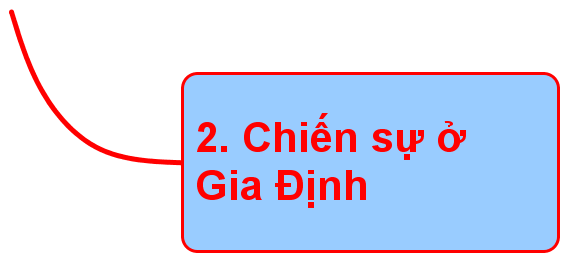 2. Chiến sự ở
Gia Định